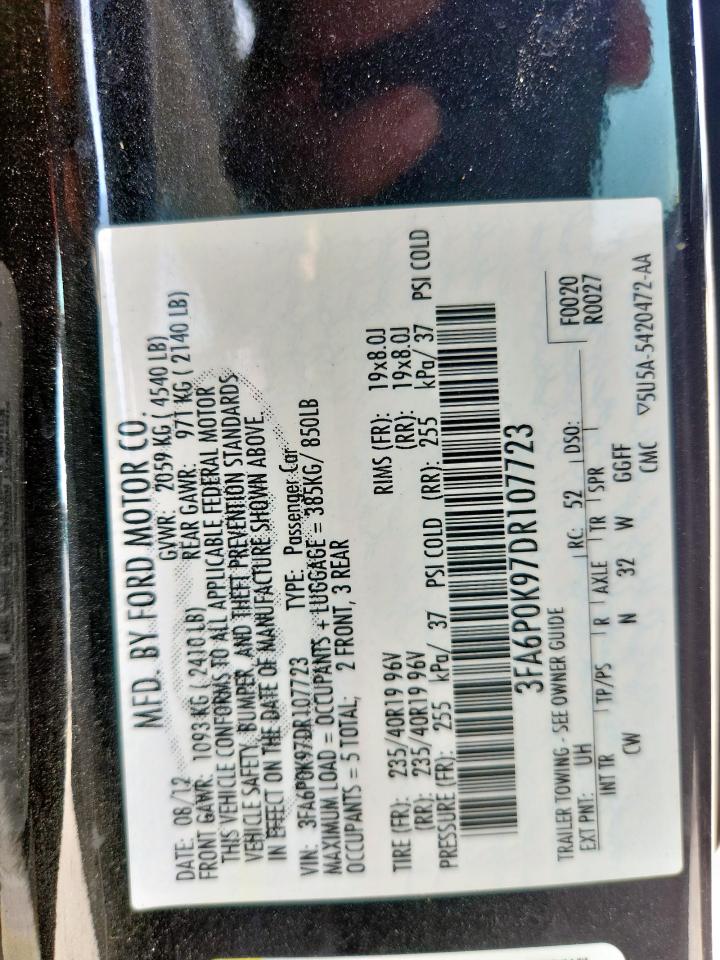 MFD. BY FORD MOTOR CO.
DATE: 08/12 GVWR: 2059 KG ( 4540 LB)
FRONT GAWR: 1093 KG ( 2410 LB) REAR GAWR: 971 KG ( 2140 LB)
THIS VEHICLE CONFORMS TO ALL APPLICABLE FEDERAL MOTOR
VEHICLE SAFETY, BUMPER, AND THEFT PREVENTION STANDARDS
IN EFFECT ON THE DATE OF MANUFACTURE SHOWN ABOVE.
VIN: 3FA6P0K97DR107723 TYPE: Passenger Car
MAXIMUM LOAD = OCCUPANTS + LUGGAGE = 385KG/ 850LB
OCCUPANTS = 5 TOTAL; 2 FRONT, 3 REAR
TIRE (FR): 235/40R19 96V RIMS (FR): 19x8.0J
(RR): 235/40R19 96V (RR): 19x8.0J
PRESSURE (FR): 255 kPa/ 37 PSI COLD (RR): 255 kPa/ 37 PSI COLD
3FA6P0K97DR107723
TRAILER TOWING - SEE OWNER GUIDE
EXT PNT: UH RC: 52 DSO: F0020
R0027
INT TR TP/PS R AXLE TR SPR
CW N 32 W GGFF
CMC ▽5U5A-5420472-AA